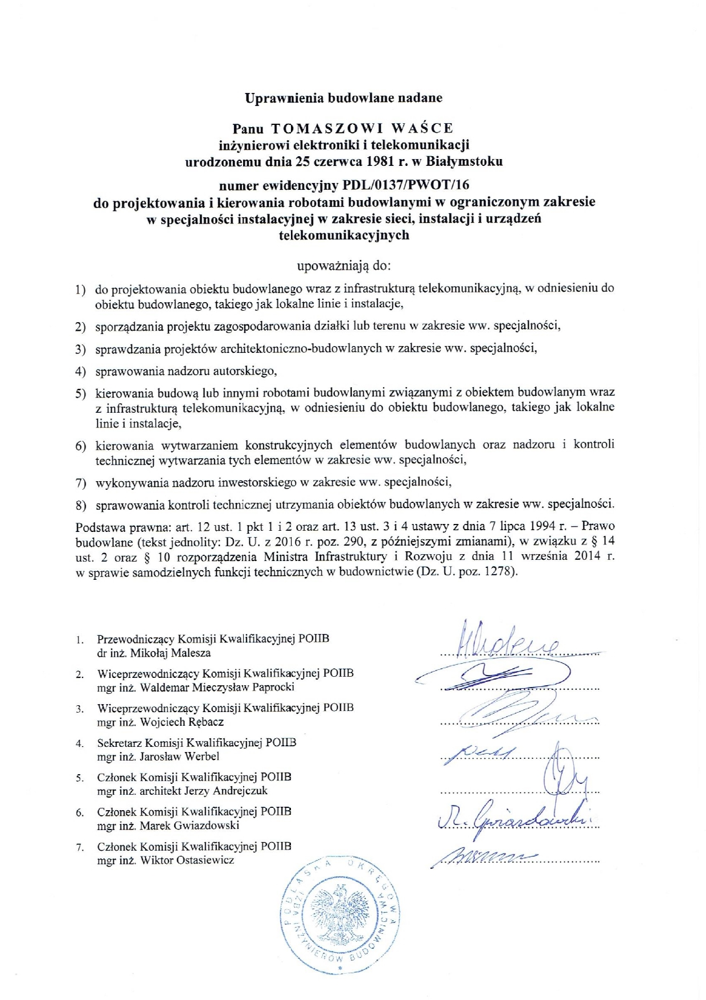 Uprawnienia budowlane nadane
Panu TOMASZOWI WAŚCE
inżynierowi elektroniki i telekomunikacji
urodzonemu dnia 25 czerwca 1981 r. w Białymstoku
numer ewidencyjny PDL/0137/PWOT/16
do projektowania i kierowania robotami budowlanymi w ograniczonym zakresie
w specjalności instalacyjnej w zakresie sieci, instalacji i urządzeń
telekomunikacyjnych
upoważniają do:
1) do projektowania obiektu budowlanego wraz z infrastrukturą telekomunikacyjną, w odniesieniu do
obiektu budowlanego, takiego jak lokalne linie i instalacje,
2) sporządzania projektu zagospodarowania działki lub terenu w zakresie ww. specjalności,
3) sprawdzania projektów architektoniczno-budowlanych w zakresie ww. specjalności,
4) sprawowania nadzoru autorskiego,
5) kierowania budową lub innymi robotami budowlanymi związanymi z obiektem budowlanym wraz
z infrastrukturą telekomunikacyjną, w odniesieniu do obiektu budowlanego, takiego jak lokalne
linie i instalacje,
6) kierowania wytwarzaniem konstrukcyjnych elementów budowlanych oraz nadzoru i kontroli
technicznej wytwarzania tych elementów w zakresie ww. specjalności,
7) wykonywania nadzoru inwestorskiego w zakresie ww. specjalności,
8) sprawowania kontroli technicznej utrzymania obiektów budowlanych w zakresie ww. specjalności.
Podstawa prawna: art. 12 ust. 1 pkt 1 i 2 oraz art. 13 ust. 3 i 4 ustawy z dnia 7 lipca 1994 r. – Prawo
budowlane (tekst jednolity: Dz. U. z 2016 r. poz. 290, z późniejszymi zmianami), w związku z § 14
ust. 2 oraz § 10 rozporządzenia Ministra Infrastruktury i Rozwoju z dnia 11 września 2014 r.
w sprawie samodzielnych funkcji technicznych w budownictwie (Dz. U. poz. 1278).
1. Przewodniczący Komisji Kwalifikacyjnej POIIB
dr inż. Mikołaj Malesza
2. Wiceprzewodniczący Komisji Kwalifikacyjnej POIIB
mgr inż. Waldemar Mieczysław Paprocki
3. Wiceprzewodniczący Komisji Kwalifikacyjnej POIIB
mgr inż. Wojciech Rębacz
4. Sekretarz Komisji Kwalifikacyjnej POIIB
mgr inż. Jarosław Werbel
5. Członek Komisji Kwalifikacyjnej POIIB
mgr inż. architekt Jerzy Andrejczuk
6. Członek Komisji Kwalifikacyjnej POIIB
mgr inż. Marek Gwiazdowski
M. Gwiazdowski
7. Członek Komisji Kwalifikacyjnej POIIB
mgr inż. Wiktor Ostasiewicz
PODLASKA OKRĘGOWA
IZBA INŻYNIERÓW BUDOWNICTWA